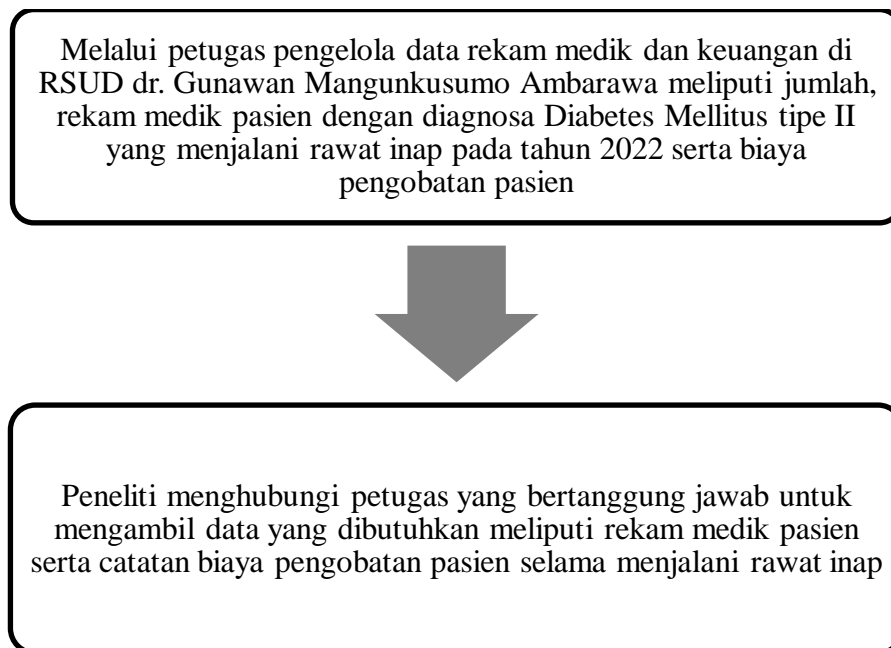 Melalui petugas pengelola data rekam medik dan keuangan di
RSUD dr. Gunawan Mangunkusumo Ambarawa meliputi jumlah,
rekam medik pasien dengan diagnosa Diabetes Mellitus tipe II
yang menjalani rawat inap pada tahun 2022 serta biaya
pengobatan pasien
Peneliti menghubungi petugas yang bertanggung jawab untuk
mengambil data yang dibutuhkan meliputi rekam medik pasien
serta catatan biaya pengobatan pasien selama menjalani rawat inap